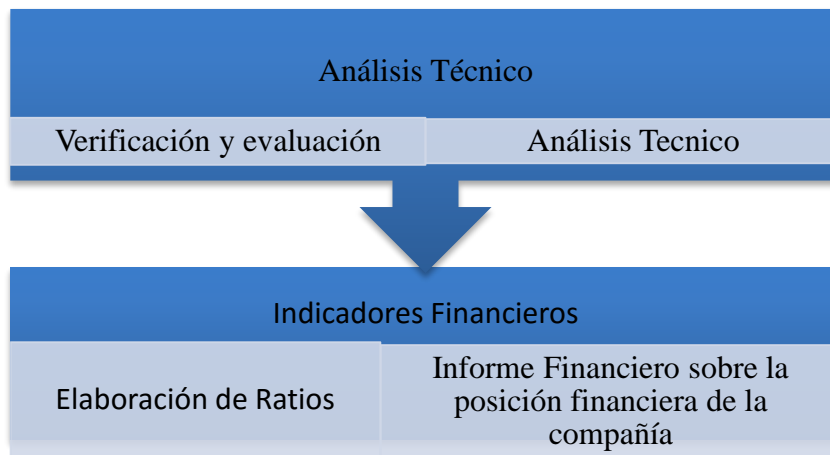 Análisis Técnico
Verificación y evaluación
Análisis Tecnico
Indicadores Financieros
Elaboración de Ratios
Informe Financiero sobre la
posición financiera de la
compañía